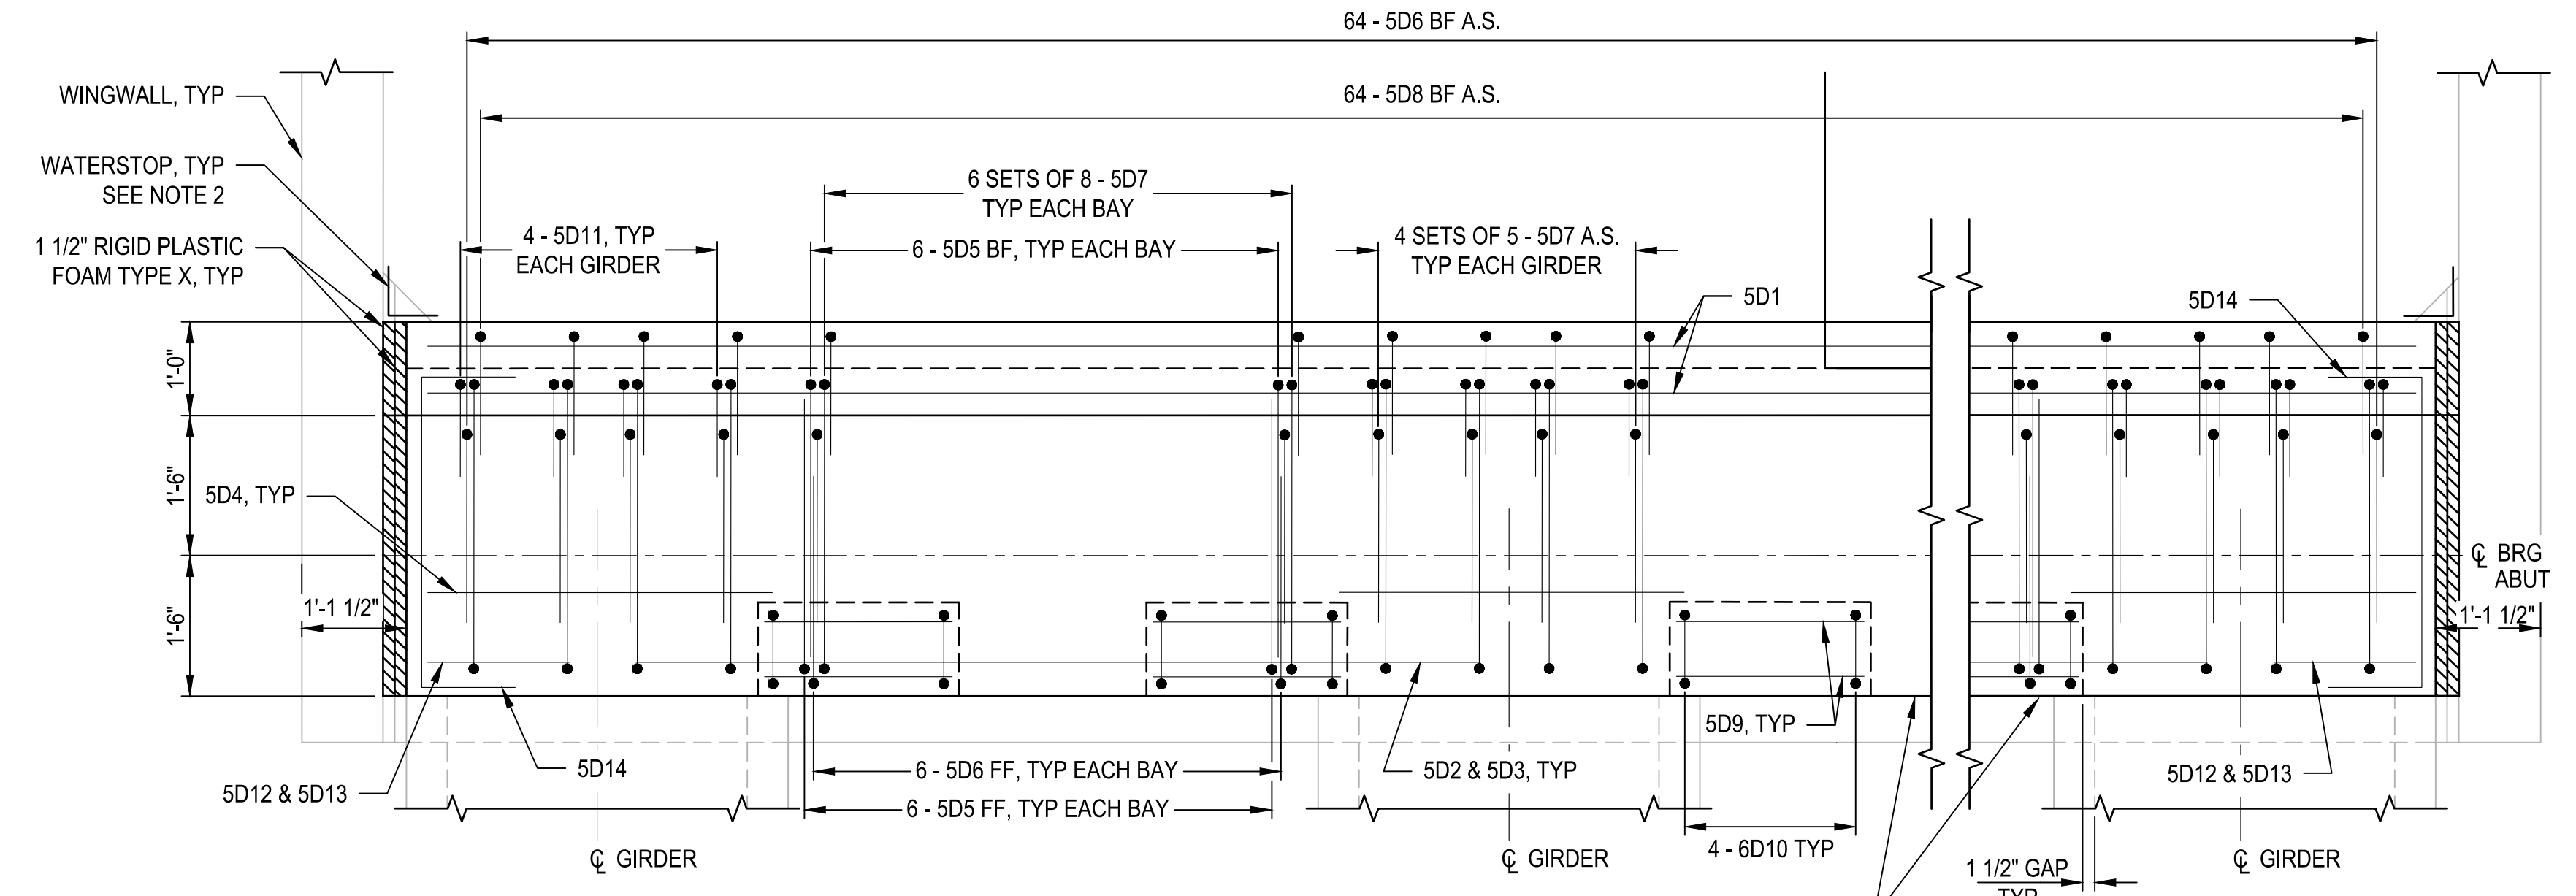 64 - 5D6 BF A.S.
WINGWALL, TYP
64 - 5D8 BF A.S.
WATERSTOP, TYP
SEE NOTE 2
6 SETS OF 8 - 5D7
TYP EACH BAY
1 1/2" RIGID PLASTIC
FOAM TYPE X, TYP
4 - 5D11, TYP
EACH GIRDER
6 - 5D5 BF, TYP EACH BAY
4 SETS OF 5 - 5D7 A.S.
TYP EACH GIRDER
5D1
5D14
1'-0"
1'-6"
5D4, TYP
℄ BRG
ABUT
1'-1 1/2"
1'-6"
1'-1 1/2"
5D9, TYP
5D14
6 - 5D6 FF, TYP EACH BAY
5D2 & 5D3, TYP
5D12 & 5D13
5D12 & 5D13
6 - 5D5 FF, TYP EACH BAY
4 - 6D10 TYP
℄ GIRDER
℄ GIRDER
℄ GIRDER
1 1/2" GAP
TYP